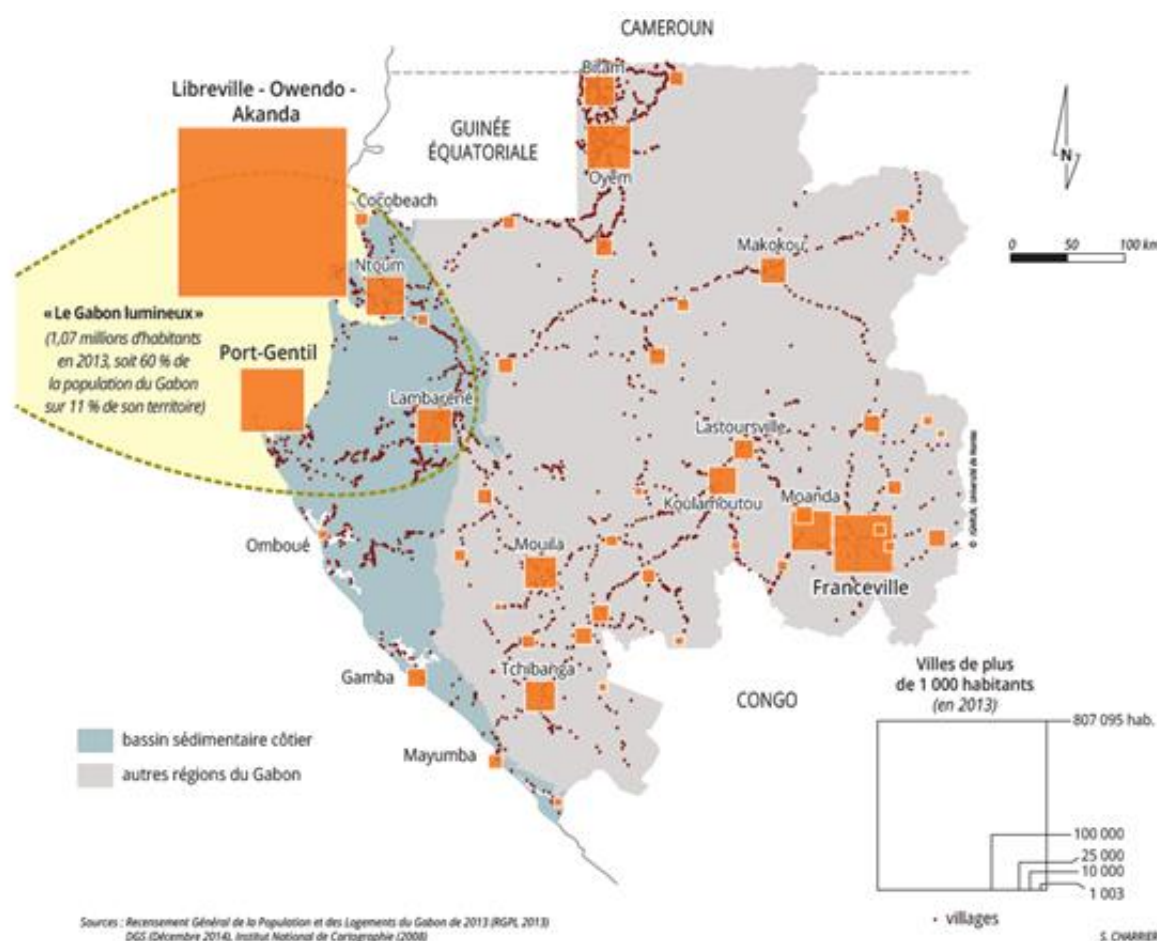 CAMEROUN
Libreville - Owendo -
Akanda
GUINÉE
ÉQUATORIALE
Bitam
Oyem
N
Cocobeach
Ntoum
Makokou
0 50 100 km
« Le Gabon lumineux »
(1,07 millions d'habitants
en 2013, soit 60 % de
la population du Gabon
sur 11 % de son territoire)
Port-Gentil
Lambaréné
Lastoursville
Koulamoutou
Moanda
Franceville
Omboué
Mouila
Gamba
Tchibanga
Mayumba
CONGO
bassin sédimentaire côtier
autres régions du Gabon
Villes de plus
de 1 000 habitants
(en 2013)
807 095 hab.
100 000
25 000
10 000
1 003
villages
Sources : Recensement Général de la Population et des Logements du Gabon de 2013 (RGPL 2013)
DGS (Décembre 2014), Institut National de Cartographie (2008)
S. CHARRIER